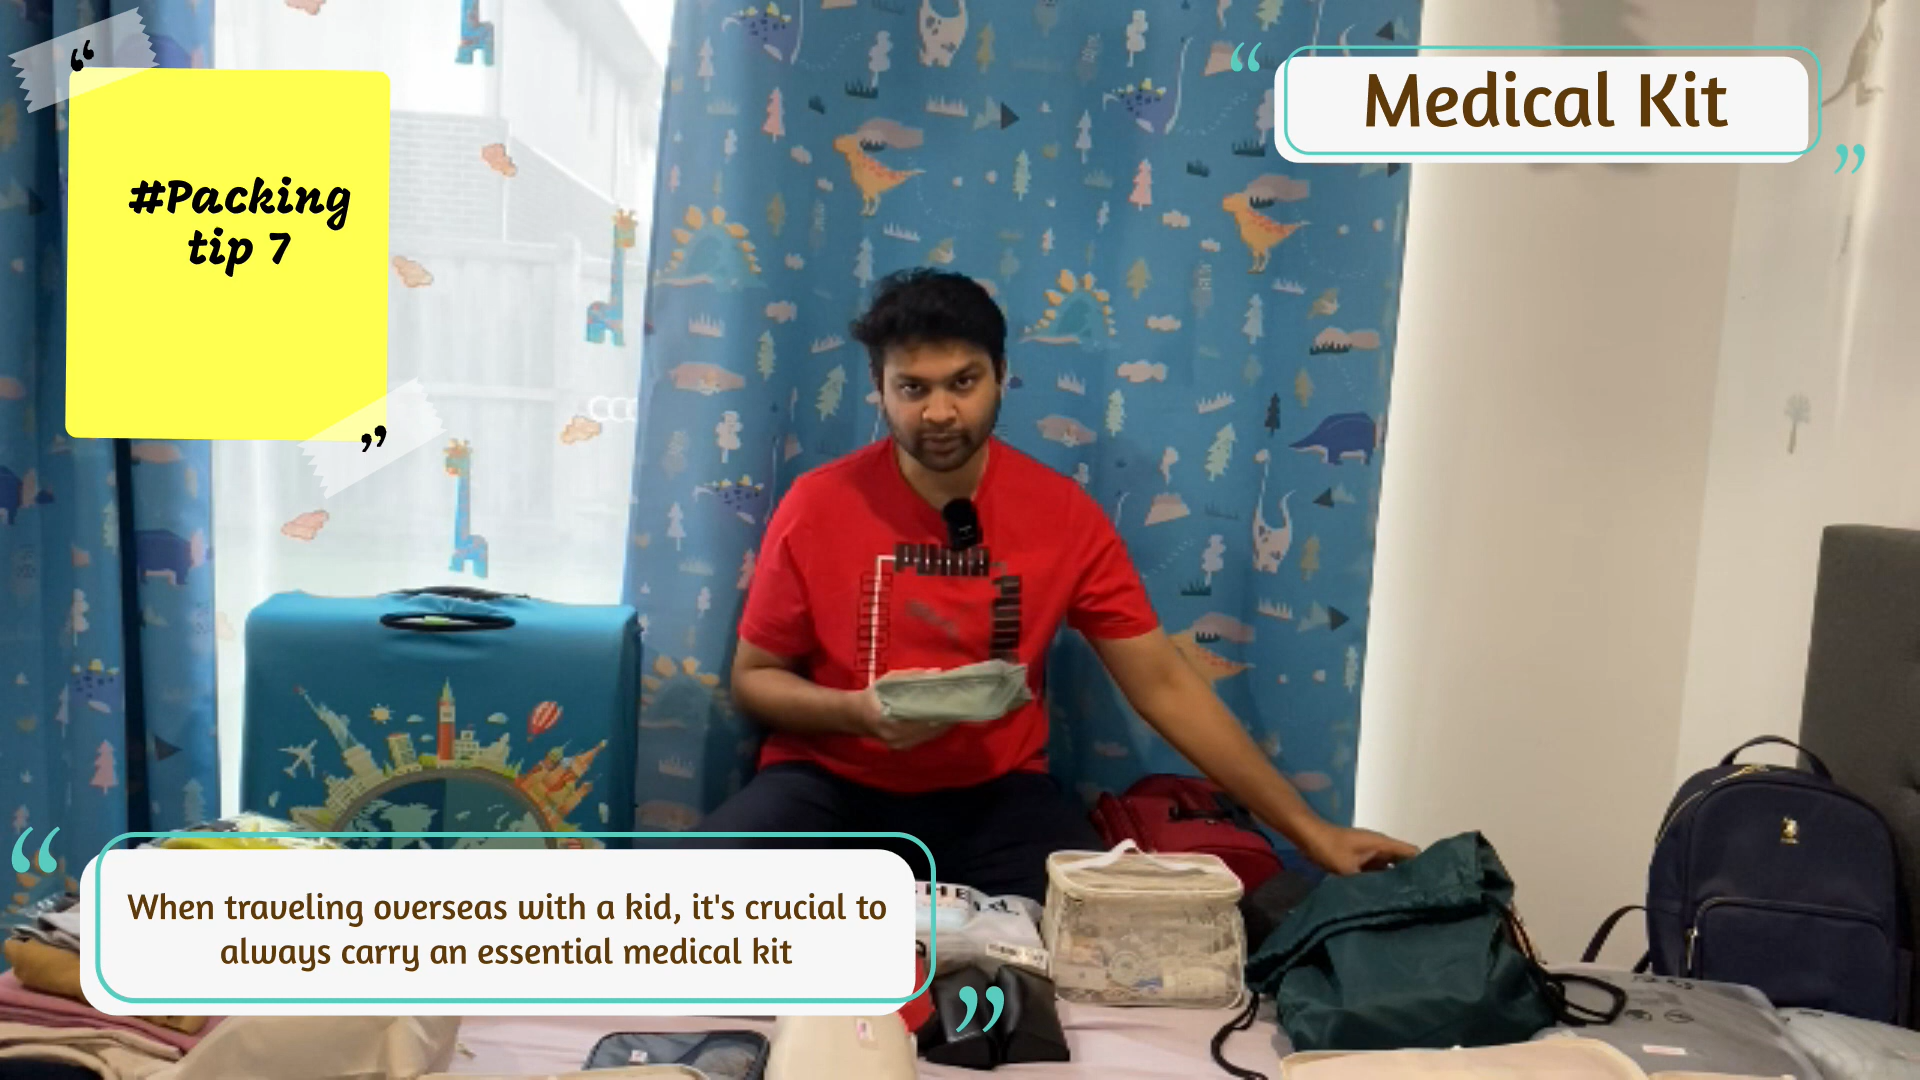 #Packing
tip 7
Medical Kit
PUMA
PUMA
When traveling overseas with a kid, it's crucial to
always carry an essential medical kit